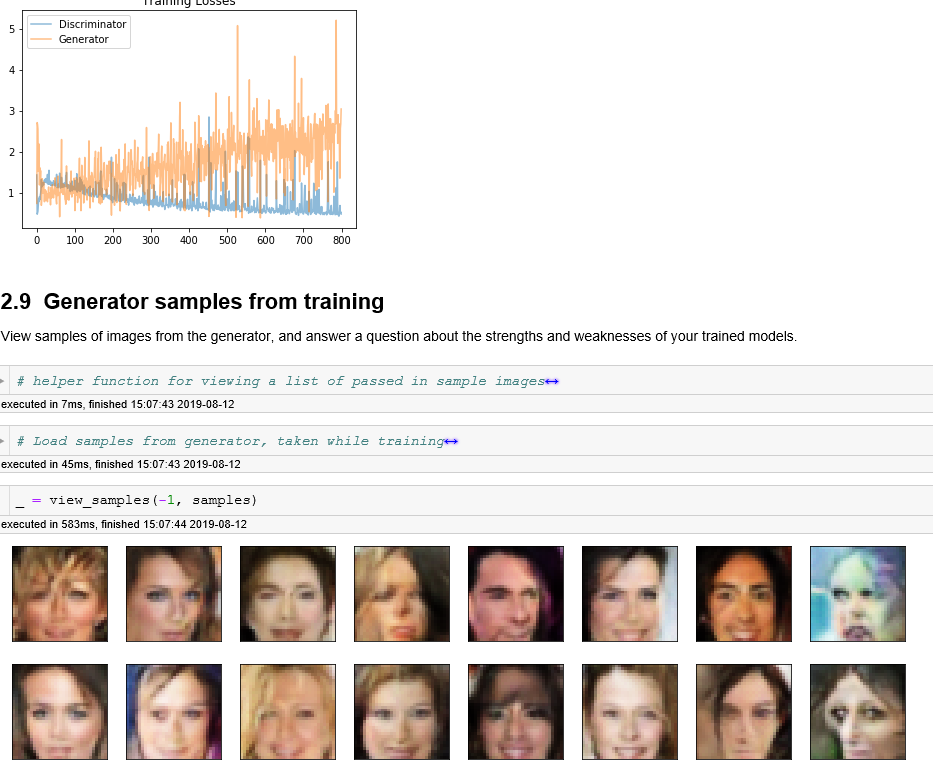 Training Losses
Discriminator
Generator
5
4
3
2
1
0 100 200 300 400 500 600 700 800
2.9 Generator samples from training
View samples of images from the generator, and answer a question about the strengths and weaknesses of your trained models.
# helper function for viewing a list of passed in sample images
executed in 7ms, finished 15:07:43 2019-08-12
# Load samples from generator, taken while training
executed in 45ms, finished 15:07:43 2019-08-12
_ = view_samples(-1, samples)
executed in 583ms, finished 15:07:44 2019-08-12